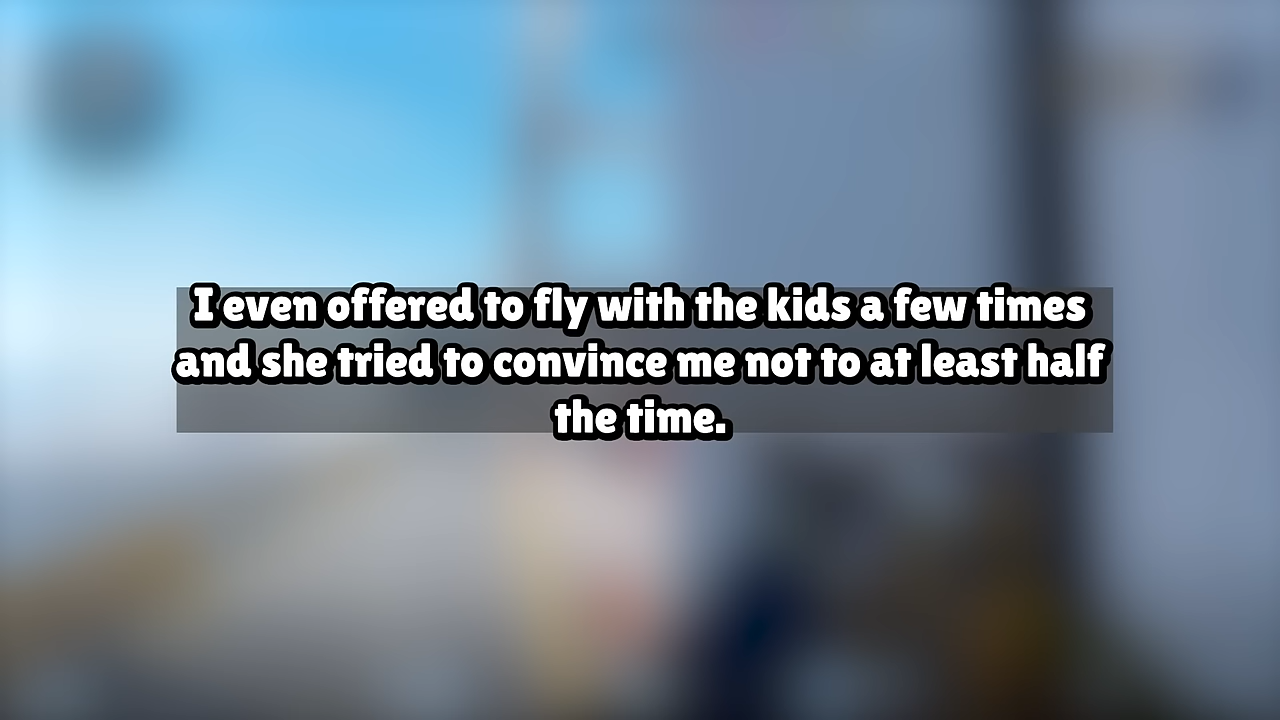 I even offered to fly with the kids a few times
and she tried to convince me not to at least half
the time.